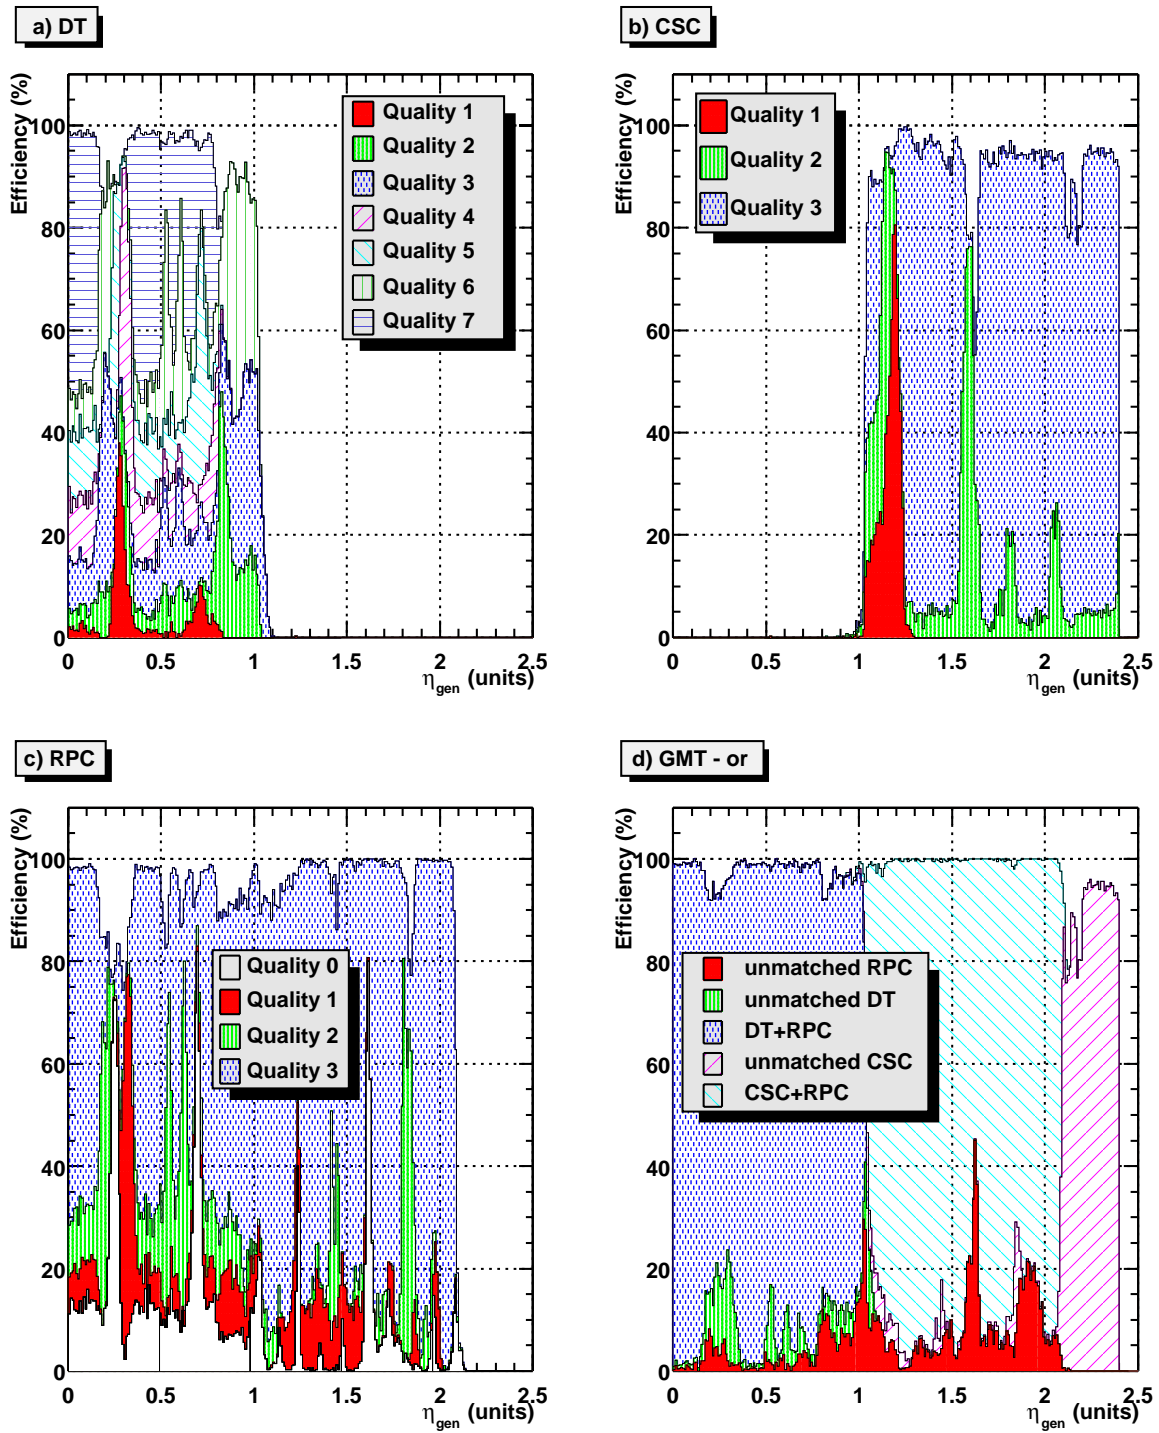 a) DT
Efficiency (%)
100
80
60
40
20
0
0 0.5 1 1.5 2 2.5
ηgen (units)
Quality 1
Quality 2
Quality 3
Quality 4
Quality 5
Quality 6
Quality 7
b) CSC
Efficiency (%)
100
80
60
40
20
0
0 0.5 1 1.5 2 2.5
ηgen (units)
Quality 1
Quality 2
Quality 3
c) RPC
Efficiency (%)
100
80
60
40
20
0
0 0.5 1 1.5 2 2.5
ηgen (units)
Quality 0
Quality 1
Quality 2
Quality 3
d) GMT - or
Efficiency (%)
100
80
60
40
20
0
0 0.5 1 1.5 2 2.5
ηgen (units)
unmatched RPC
unmatched DT
DT+RPC
unmatched CSC
CSC+RPC